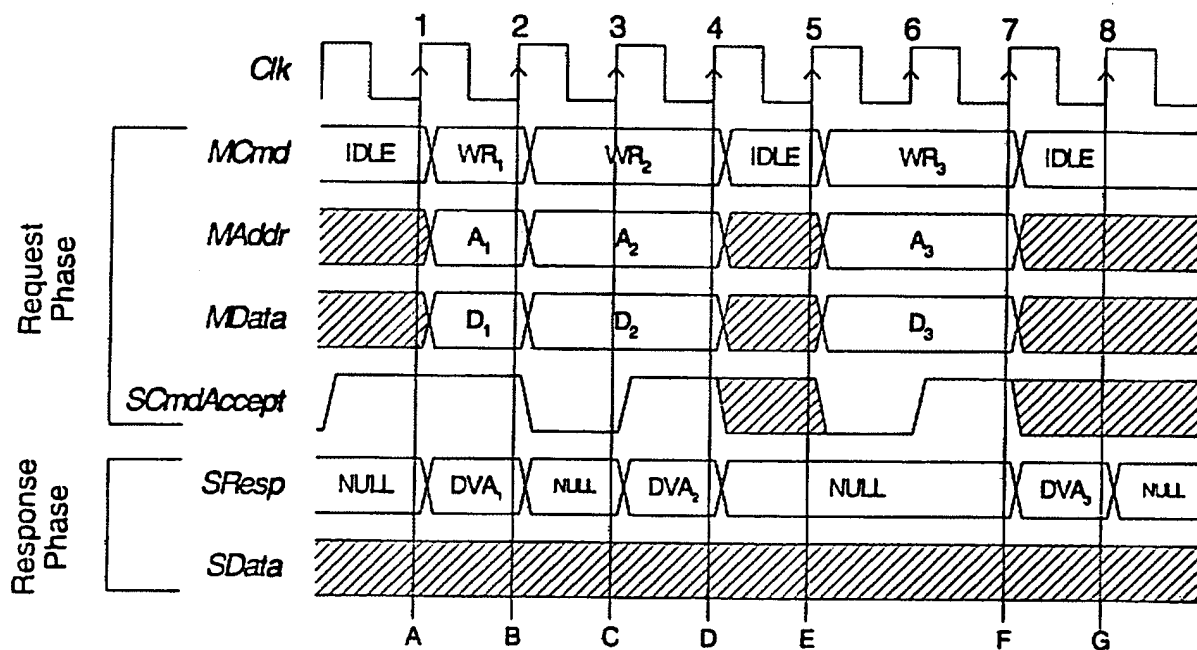 1 2 3 4 5 6 7 8
Clk
Request Phase
MCmd IDLE WR₁ WR₂ IDLE WR₃ IDLE
MAddr A₁ A₂ A₃
MData D₁ D₂ D₃
SCmdAccept
Response Phase
SResp NULL DVA₁ NULL DVA₂ NULL DVA₃ NULL
SData
A B C D E F G